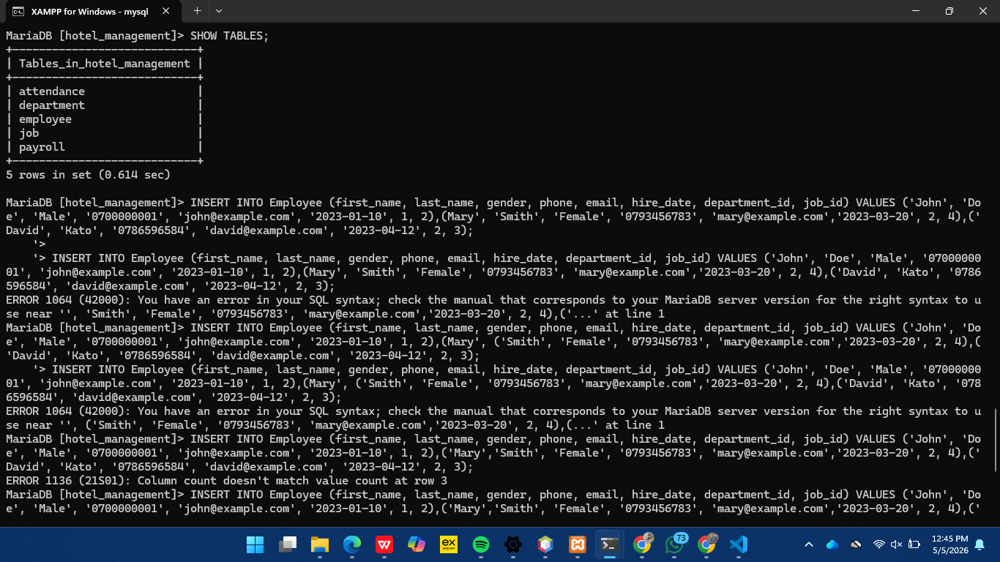 XAMPP for Windows - mysql
MariaDB [hotel_management]> SHOW TABLES;
+----------------------------+
| Tables_in_hotel_management |
+----------------------------+
| attendance                 |
| department                 |
| employee                   |
| job                        |
| payroll                    |
+----------------------------+
5 rows in set (0.614 sec)
MariaDB [hotel_management]> INSERT INTO Employee (first_name, last_name, gender, phone, email, hire_date, department_id, job_id) VALUES ('John', 'Do
e', 'Male', '0700000001', 'john@example.com', '2023-01-10', 1, 2),(Mary', 'Smith', 'Female', '0793456783', 'mary@example.com','2023-03-20', 2, 4),('
David', 'Kato', '0786596584', 'david@example.com', '2023-04-12', 2, 3);
    '>
    '> INSERT INTO Employee (first_name, last_name, gender, phone, email, hire_date, department_id, job_id) VALUES ('John', 'Doe', 'Male', '07000000
01', 'john@example.com', '2023-01-10', 1, 2),(Mary', 'Smith', 'Female', '0793456783', 'mary@example.com','2023-03-20', 2, 4),('David', 'Kato', '0786
596584', 'david@example.com', '2023-04-12', 2, 3);
ERROR 1064 (42000): You have an error in your SQL syntax; check the manual that corresponds to your MariaDB server version for the right syntax to u
se near '', 'Smith', 'Female', '0793456783', 'mary@example.com','2023-03-20', 2, 4),('...' at line 1
MariaDB [hotel_management]> INSERT INTO Employee (first_name, last_name, gender, phone, email, hire_date, department_id, job_id) VALUES ('John', 'Do
e', 'Male', '0700000001', 'john@example.com', '2023-01-10', 1, 2),(Mary', ('Smith', 'Female', '0793456783', 'mary@example.com','2023-03-20', 2, 4),(
'David', 'Kato', '0786596584', 'david@example.com', '2023-04-12', 2, 3);
    '> INSERT INTO Employee (first_name, last_name, gender, phone, email, hire_date, department_id, job_id) VALUES ('John', 'Doe', 'Male', '07000000
01', 'john@example.com', '2023-01-10', 1, 2),(Mary', ('Smith', 'Female', '0793456783', 'mary@example.com','2023-03-20', 2, 4),('David', 'Kato', '078
6596584', 'david@example.com', '2023-04-12', 2, 3);
ERROR 1064 (42000): You have an error in your SQL syntax; check the manual that corresponds to your MariaDB server version for the right syntax to u
se near '', ('Smith', 'Female', '0793456783', 'mary@example.com','2023-03-20', 2, 4),(...' at line 1
MariaDB [hotel_management]> INSERT INTO Employee (first_name, last_name, gender, phone, email, hire_date, department_id, job_id) VALUES ('John', 'Do
e', 'Male', '0700000001', 'john@example.com', '2023-01-10', 1, 2),('Mary','Smith', 'Female', '0793456783', 'mary@example.com','2023-03-20', 2, 4),('
David', 'Kato', '0786596584', 'david@example.com', '2023-04-12', 2, 3);
ERROR 1136 (21S01): Column count doesn't match value count at row 3
MariaDB [hotel_management]> INSERT INTO Employee (first_name, last_name, gender, phone, email, hire_date, department_id, job_id) VALUES ('John', 'Do
e', 'Male', '0700000001', 'john@example.com', '2023-01-10', 1, 2),('Mary','Smith', 'Female', '0793456783', 'mary@example.com','2023-03-20', 2, 4),('
73
12:45 PM
5/5/2026